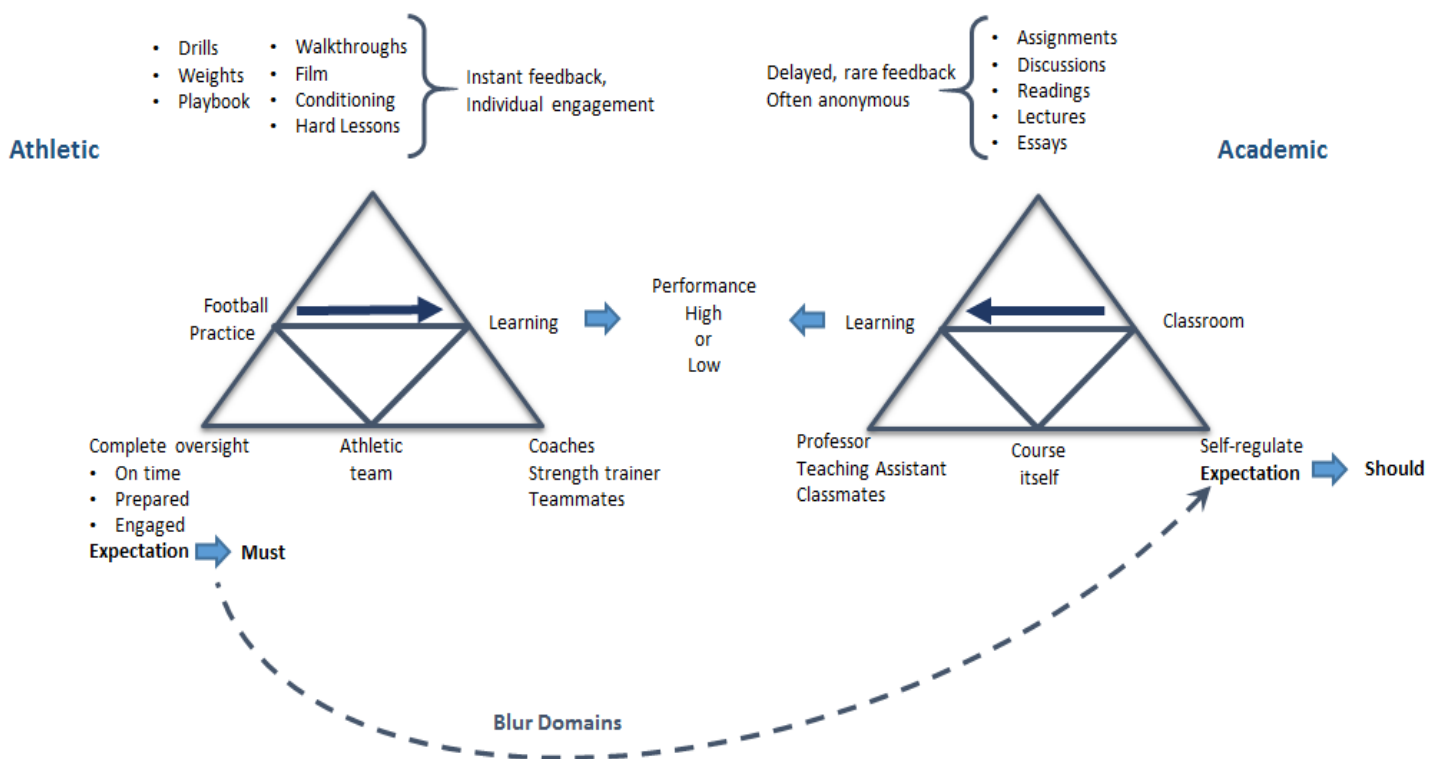 • Drills
• Weights
• Playbook
• Walkthroughs
• Film
• Conditioning
• Hard Lessons
Instant feedback,
Individual engagement
Delayed, rare feedback
Often anonymous
• Assignments
• Discussions
• Readings
• Lectures
• Essays
Athletic
Academic
Football
Practice
Learning
Performance
High
or
Low
Learning
Classroom
Complete oversight
• On time
• Prepared
• Engaged
Expectation
Must
Athletic
team
Coaches
Strength trainer
Teammates
Professor
Teaching Assistant
Classmates
Course
itself
Self-regulate
Expectation
Should
Blur Domains